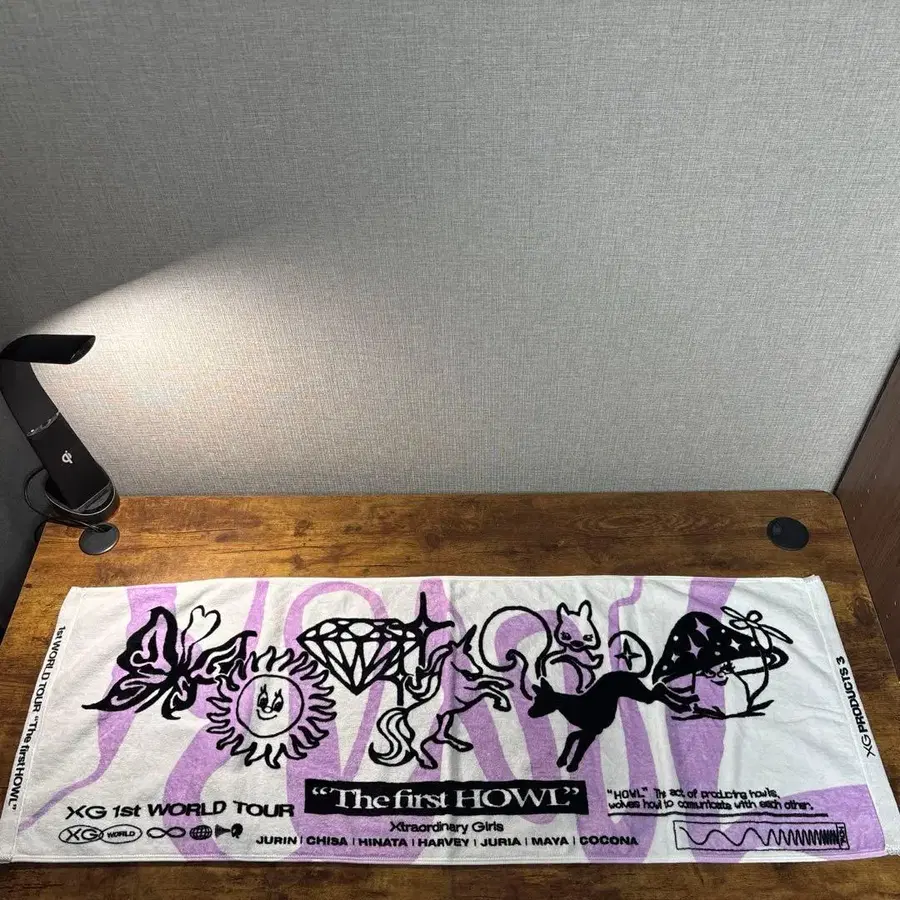 1st WORLD TOUR "The first HOWL"
XG PRODUCTS 3
"The first HOWL"
XG 1st WORLD TOUR
XG WORLD
Xtraordinary Girls
JURIN | CHISA | HINATA | HARVEY | JURIA | MAYA | COCONA
"HOWL" The act of producing howls,
wolves howl to communicate with each other.